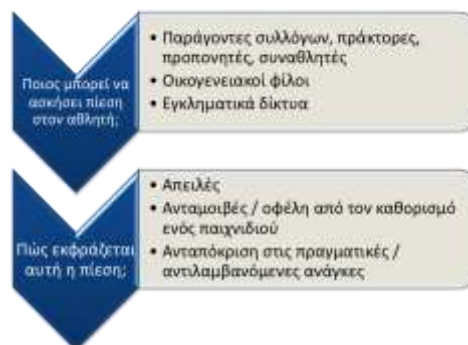 Ποιος μπορεί να
ασκήσει πίεση
στον αθλητή;
• Παράγοντες συλλόγων, πράκτορες,
προπονητές, συναθλητές
• Οικογενειακοί φίλοι
• Εγκληματικά δίκτυα
Πώς εκφράζεται
αυτή η πίεση;
• Απειλές
• Ανταμοιβές / οφέλη από τον καθορισμό
ενός παιχνιδιού
• Ανταπόκριση στις πραγματικές /
αντιλαμβανόμενες ανάγκες